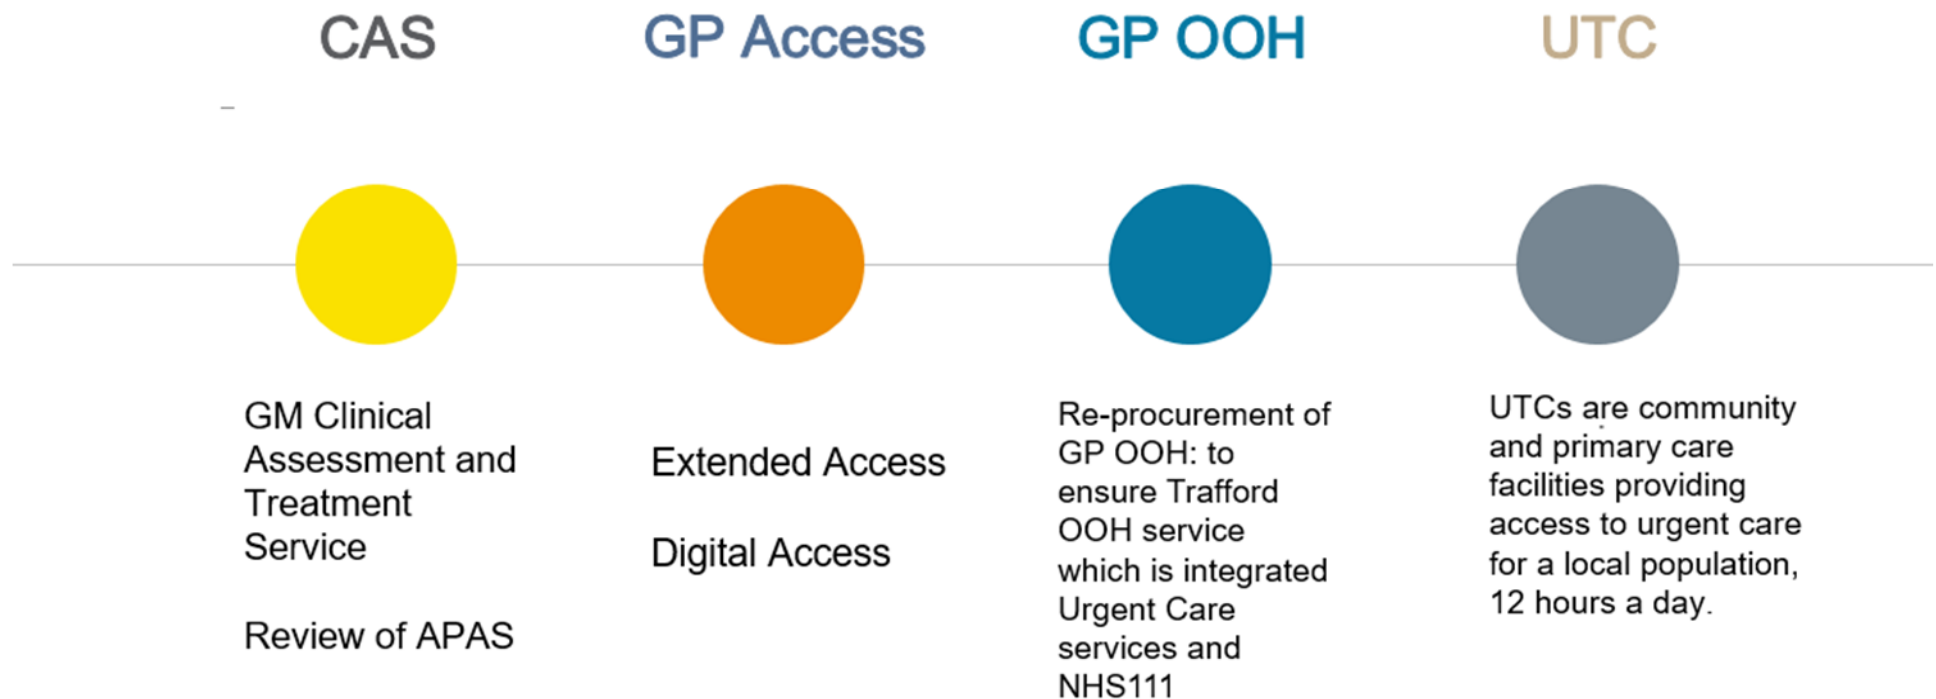 CAS
GP Access
GP OOH
UTC
GM Clinical
Assessment and
Treatment
Service
Review of APAS
Extended Access
Digital Access
Re-procurement of
GP OOH: to
ensure Trafford
OOH service
which is integrated
Urgent Care
services and
NHS111
UTCs are community
and primary care
facilities providing
access to urgent care
for a local population,
12 hours a day.